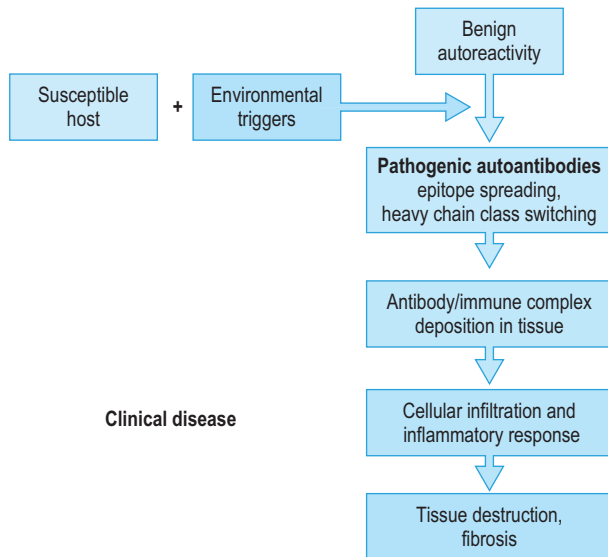 Benign
autoreactivity
Susceptible
host
+
Environmental
triggers
Pathogenic autoantibodies
epitope spreading,
heavy chain class switching
Antibody/immune complex
deposition in tissue
Clinical disease
Cellular infiltration and
inflammatory response
Tissue destruction,
fibrosis